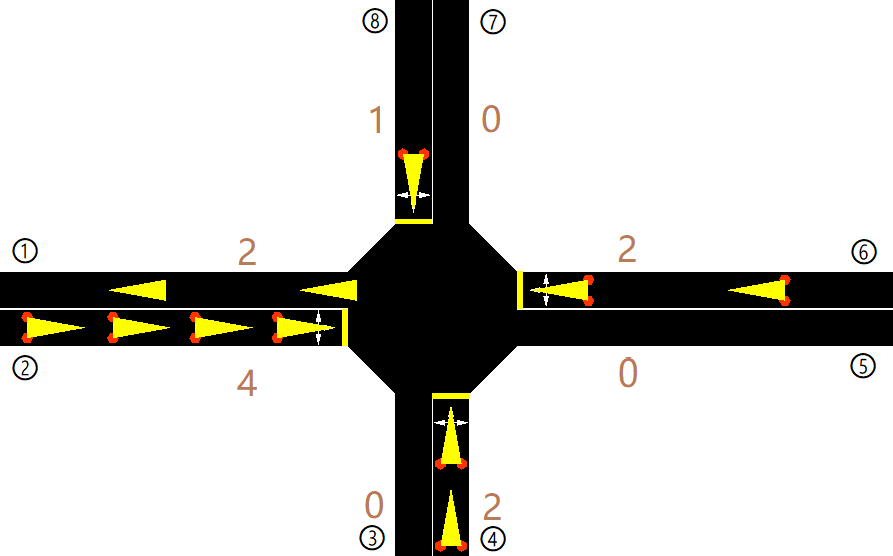 ⑧ ⑦
1 0
① 2 2 ⑥
② 4 0 ⑤
0 2
③ ④